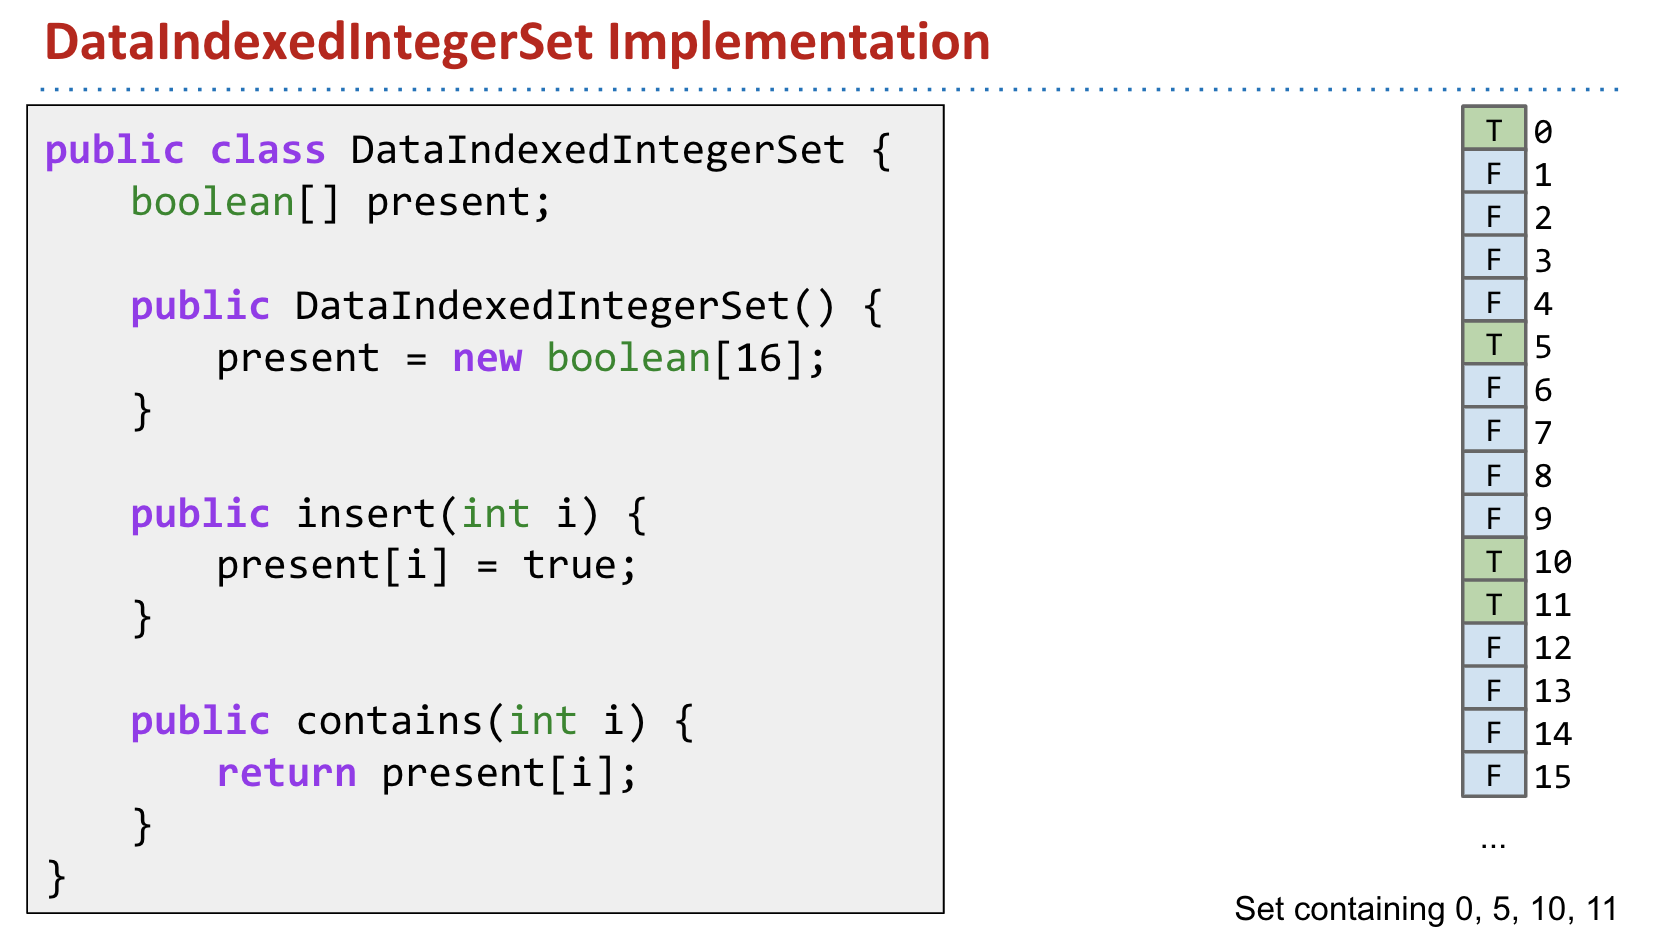 DataIndexedIntegerSet Implementation
public class DataIndexedIntegerSet {
    boolean[] present;
    public DataIndexedIntegerSet() {
        present = new boolean[16];
    }
    public insert(int i) {
        present[i] = true;
    }
    public contains(int i) {
        return present[i];
    }
}
T 0
F 1
F 2
F 3
F 4
T 5
F 6
F 7
F 8
F 9
T 10
T 11
F 12
F 13
F 14
F 15
...
Set containing 0, 5, 10, 11